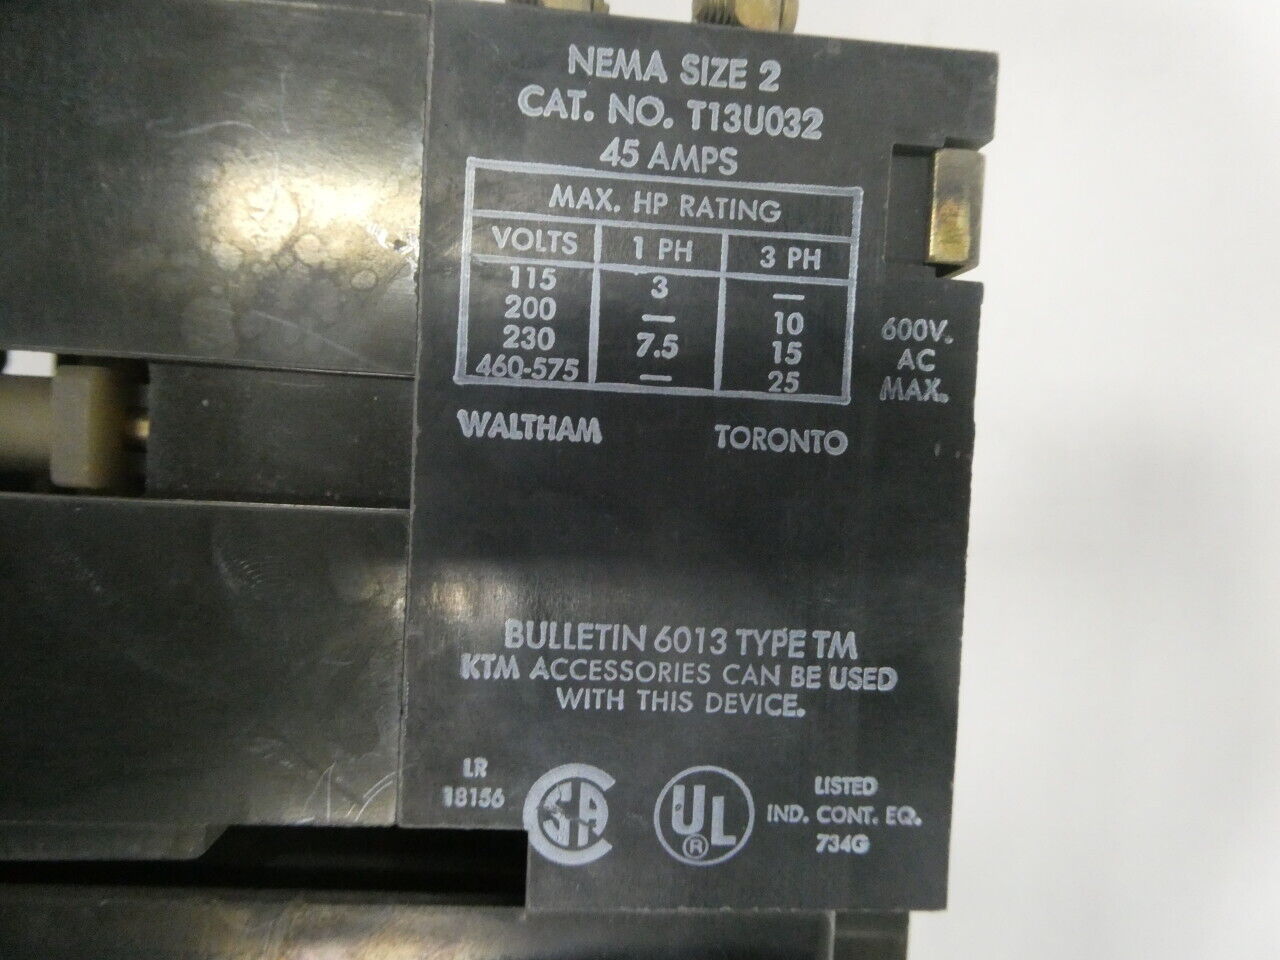 NEMA SIZE 2
CAT. NO. T13U032
45 AMPS
MAX. HP RATING
VOLTS 1 PH 3 PH
115 3 —
200 — 10
230 7.5 15
460-575 — 25
600V.
AC
MAX.
WALTHAM TORONTO
BULLETIN 6013 TYPE TM
KTM ACCESSORIES CAN BE USED
WITH THIS DEVICE.
LR
18156
CSA
UL
®
LISTED
IND. CONT. EQ.
734G